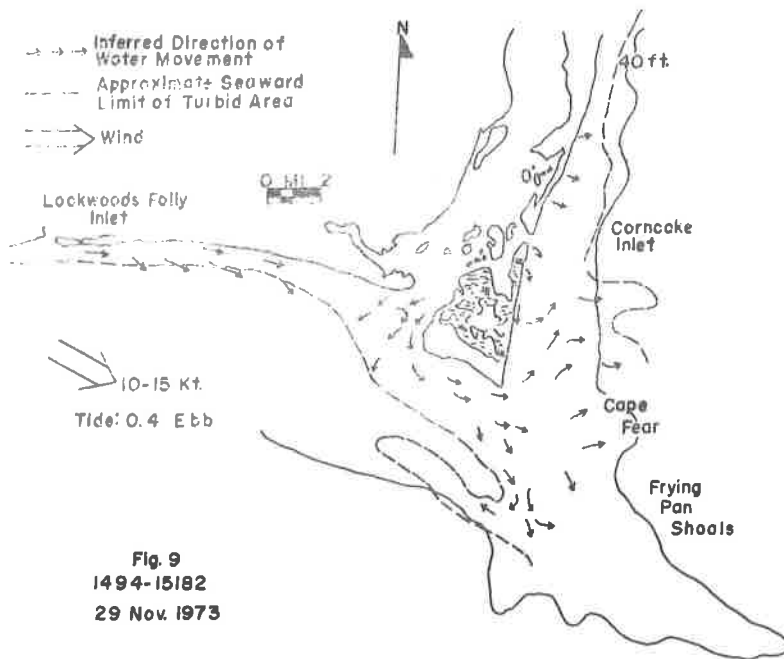 Inferred Direction of
Water Movement
Approximate Seaward
Limit of Turbid Area
Wind
N
40 ft.
0 MI 2
Lockwoods Folly
Inlet
Corncake
Inlet
10-15 Kt.
Tide: 0.4 Ebb
Cape
Fear
Frying
Pan
Shoals
Fig. 9
1494-15182
29 Nov. 1973